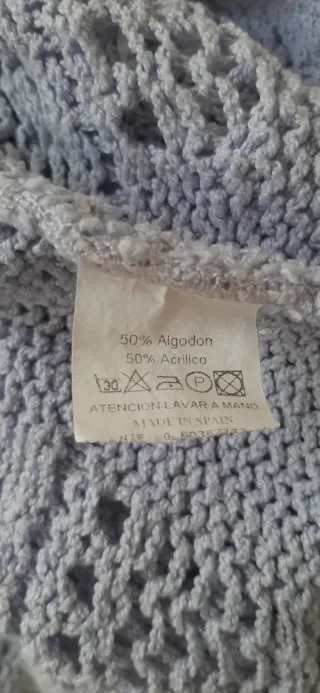 50% Algodon
50% Acrilico
30 P
ATENCION LAVAR A MANO
MADE IN SPAIN